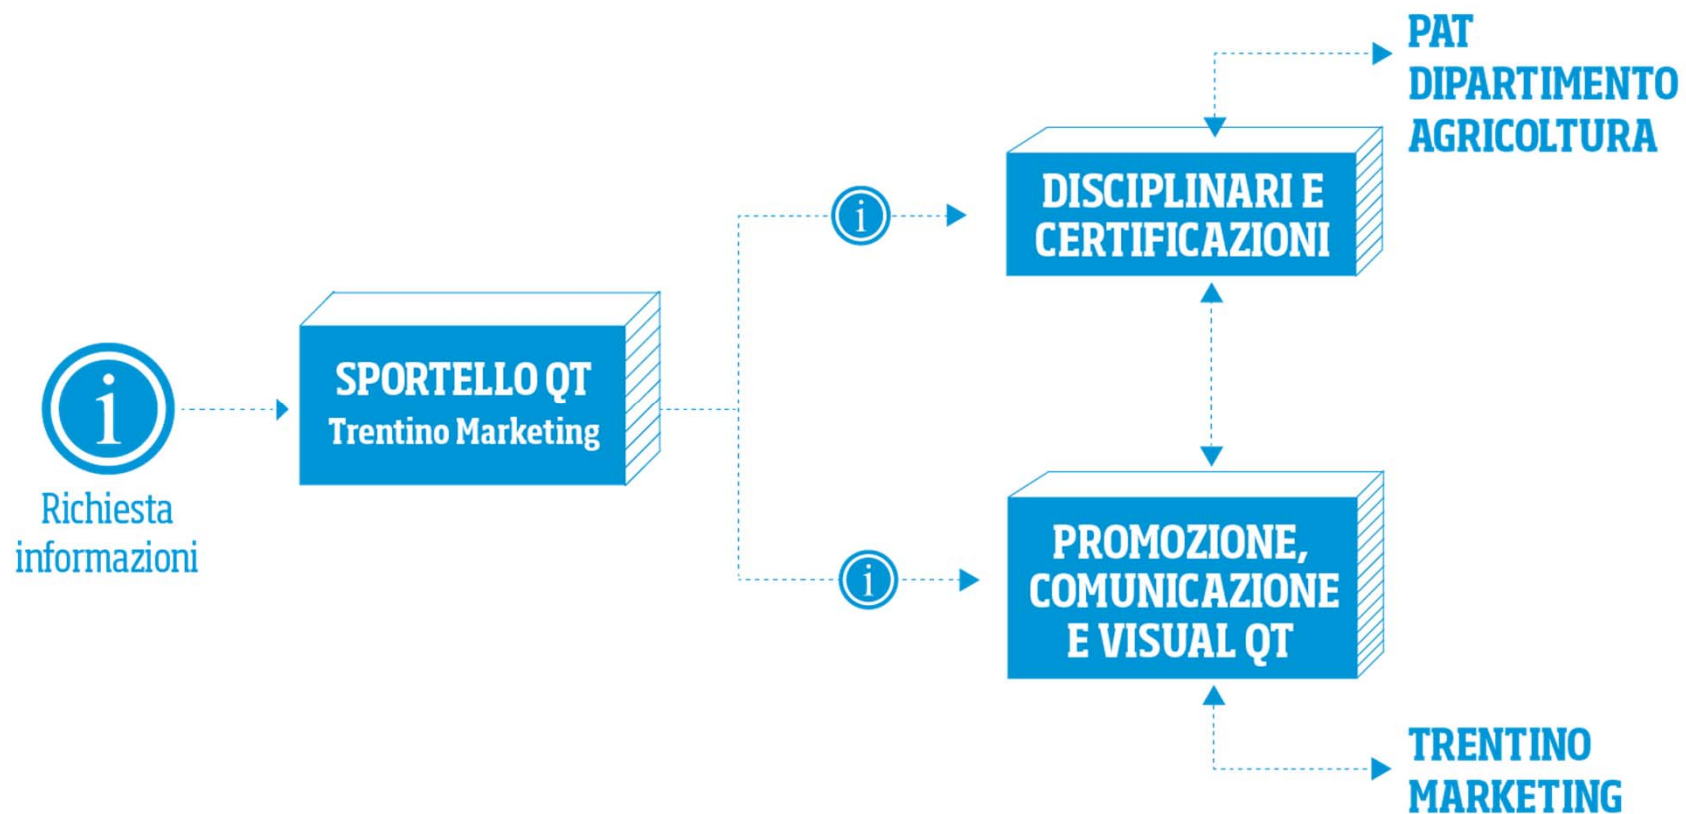 PAT
DIPARTIMENTO
AGRICOLTURA
DISCIPLINARI E
CERTIFICAZIONI
i
SPORTELLO QT
Trentino Marketing
i
Richiesta
informazioni
i
PROMOZIONE,
COMUNICAZIONE
E VISUAL QT
TRENTINO
MARKETING